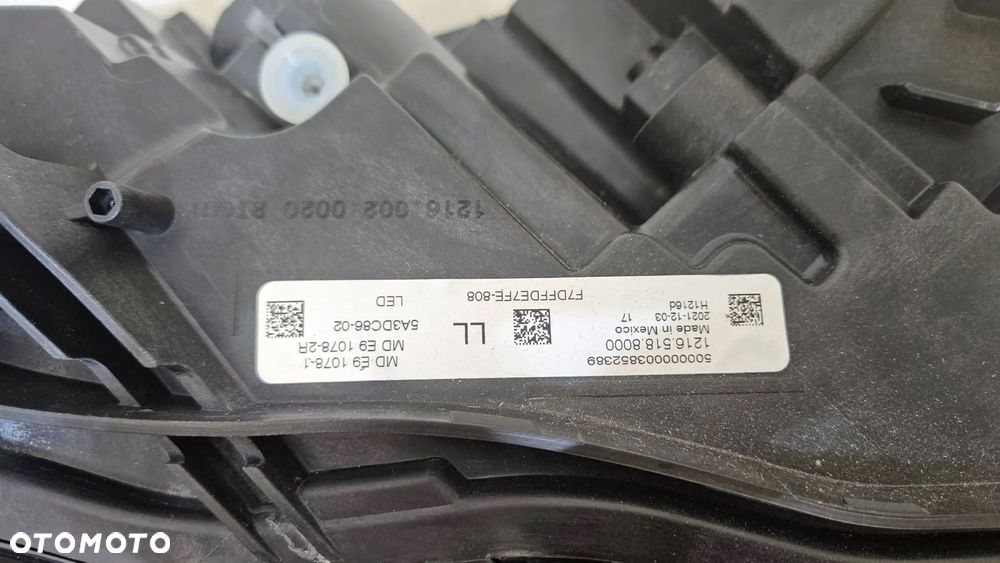 5000000003852389
1216.518.8000
Made in Mexico
2021-12-03 17
H1216d
LL
F7DFFDE7FE-808
MD E9 1078-1
MD E9 1078-2R
5A3DC86-02
LED
1216.002.0020 RIGHT
OTOMOTO